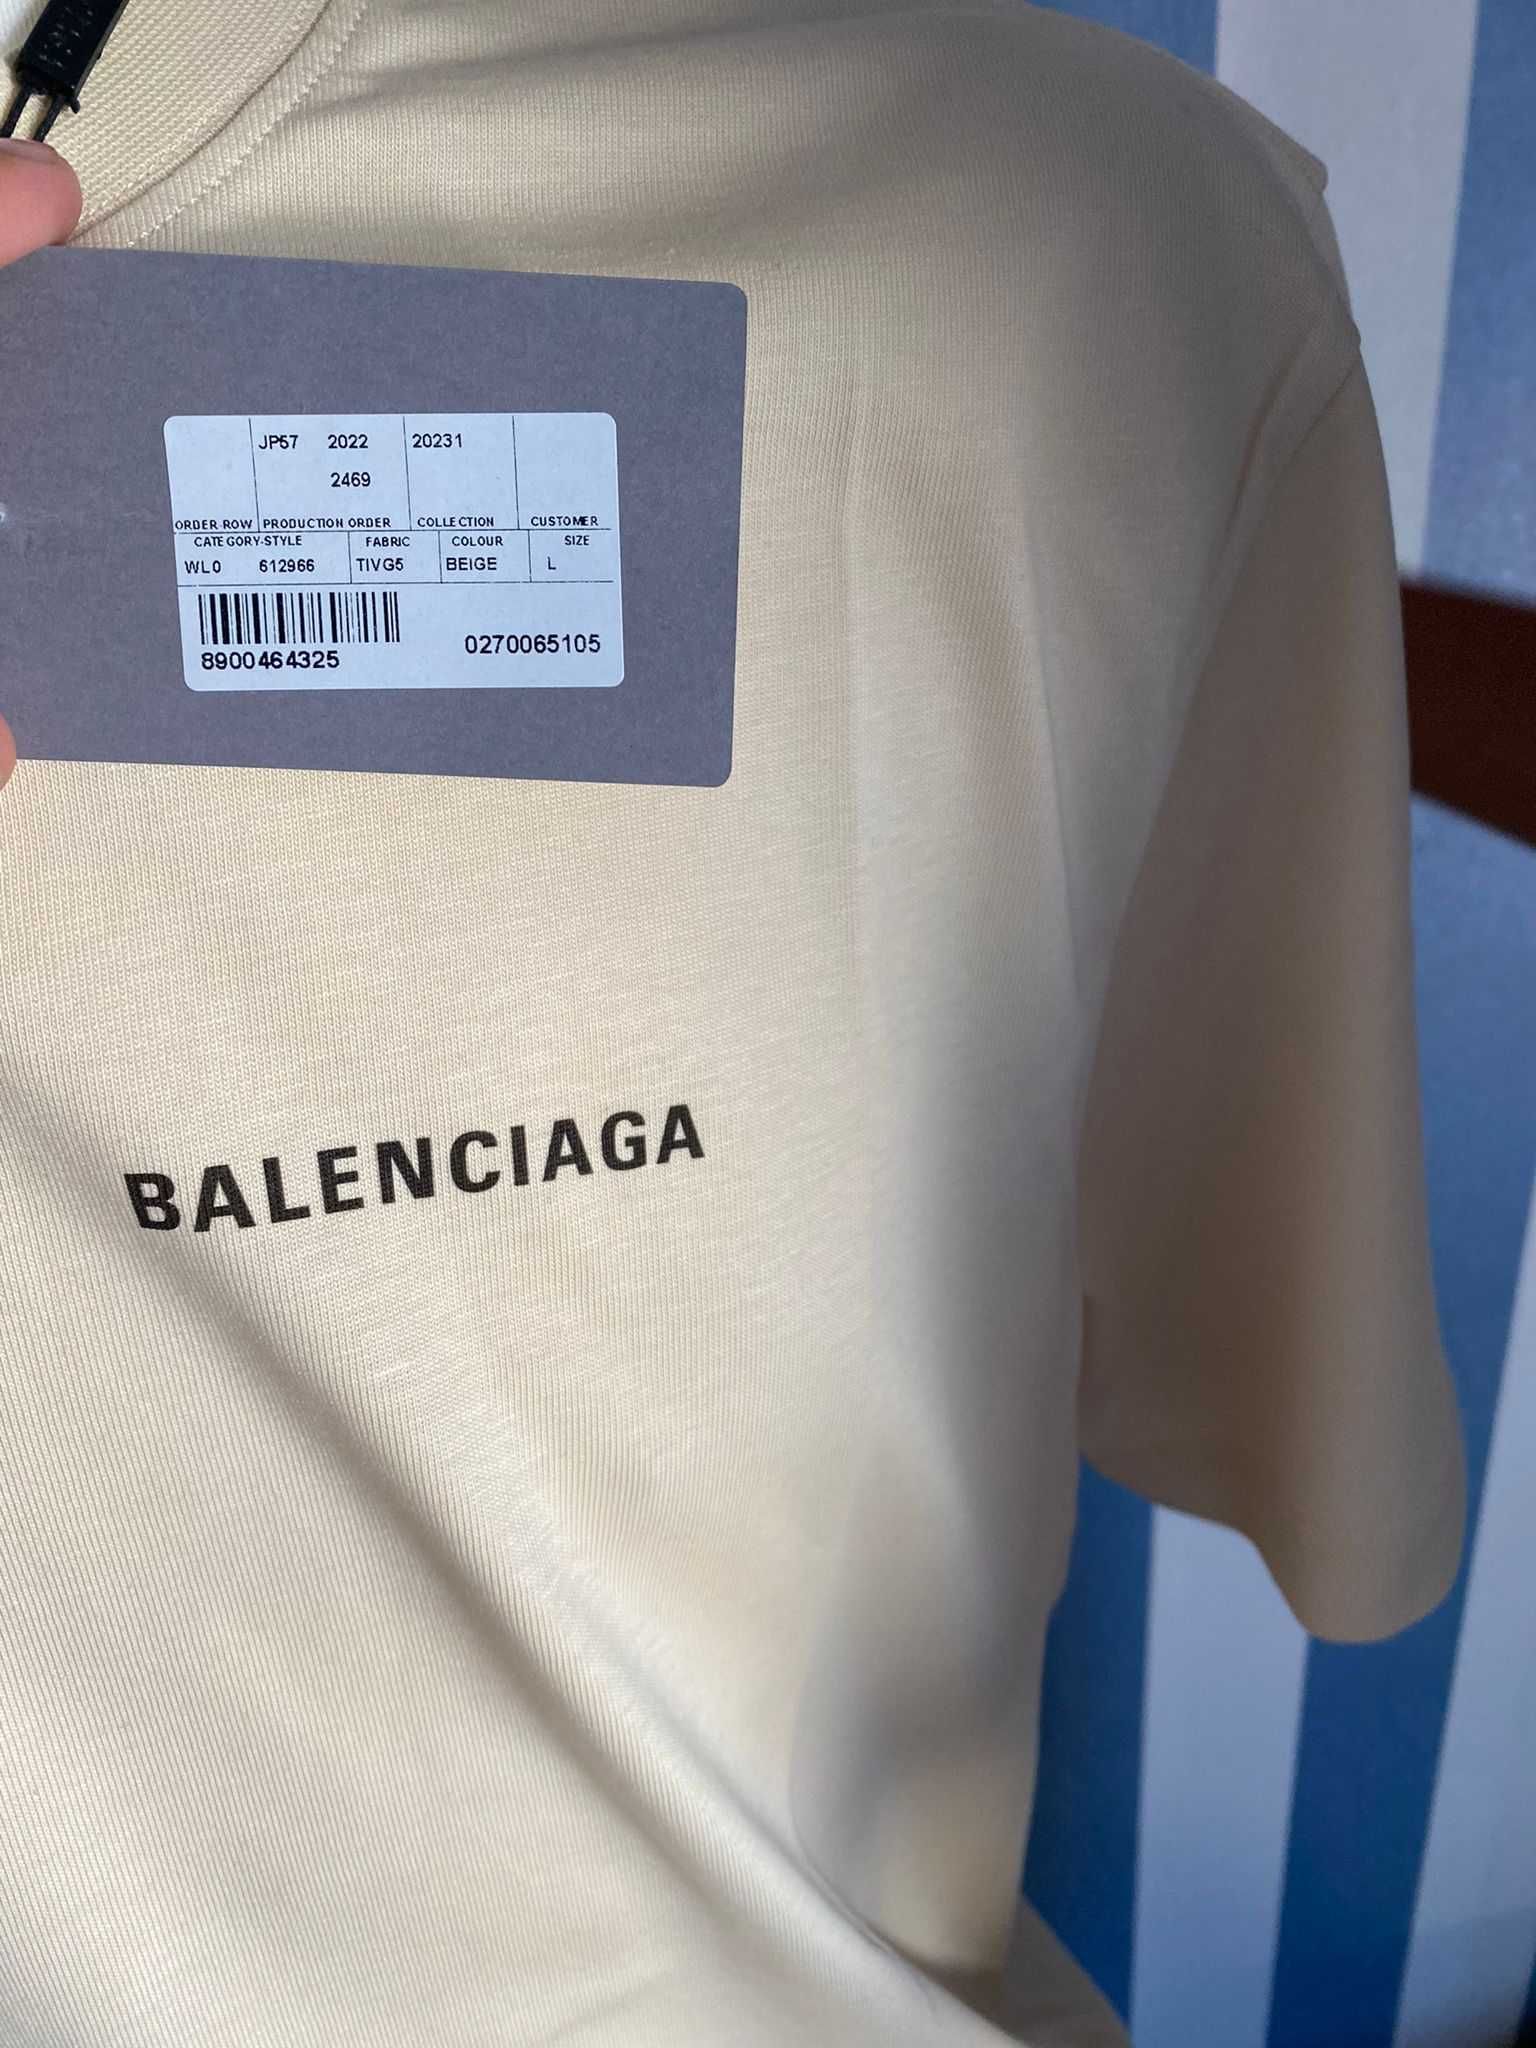 JP57 2022 20231
2469
ORDER-ROW PRODUCTION ORDER COLLECTION CUSTOMER
CATEGORY-STYLE FABRIC COLOUR SIZE
WL0 612966 TIVG5 BEIGE L
8900464325 0270065105
BALENCIAGA